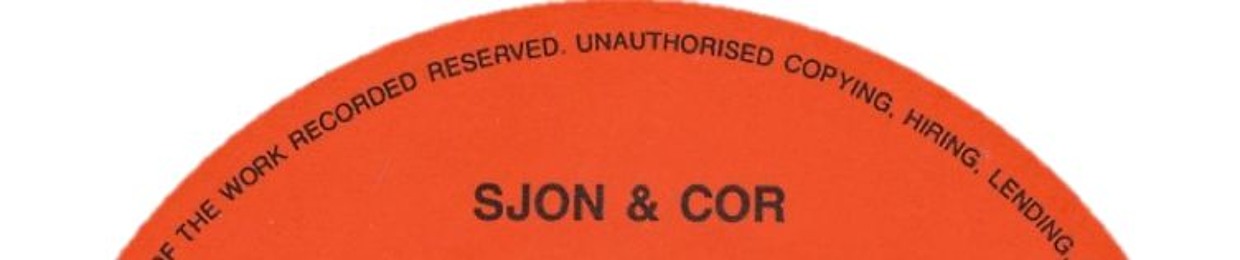 OF THE WORK RECORDED RESERVED. UNAUTHORISED COPYING, HIRING, LENDING,
SJON & COR